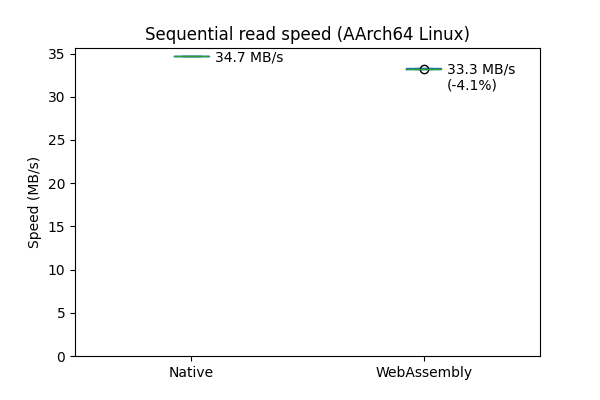 Sequential read speed (AArch64 Linux)
Speed (MB/s)
35
30
25
20
15
10
5
0
34.7 MB/s
33.3 MB/s
(-4.1%)
Native
WebAssembly